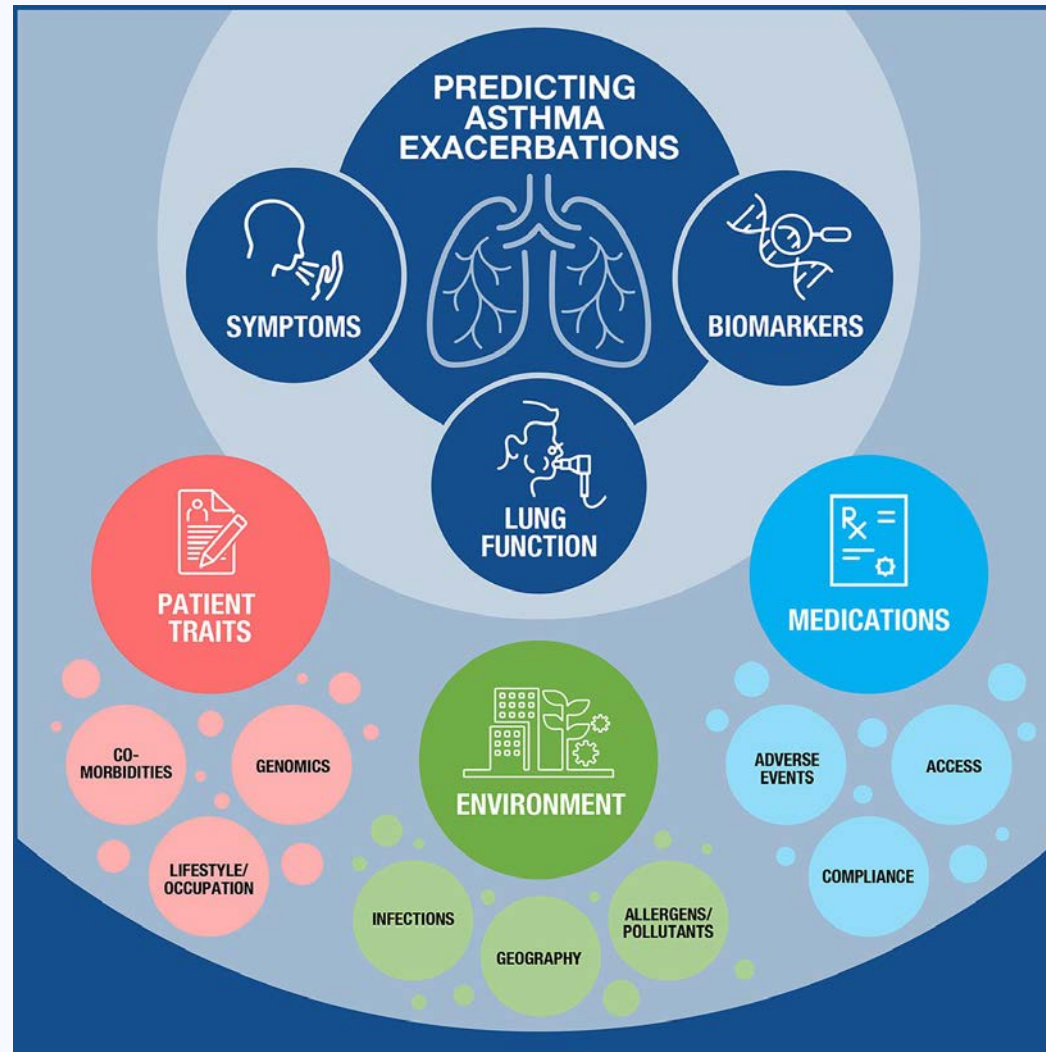 PREDICTING
ASTHMA
EXACERBATIONS
SYMPTOMS
BIOMARKERS
LUNG
FUNCTION
PATIENT
TRAITS
Rx
MEDICATIONS
CO-
MORBIDITIES
GENOMICS
LIFESTYLE/
OCCUPATION
ENVIRONMENT
INFECTIONS
GEOGRAPHY
ALLERGENS/
POLLUTANTS
ADVERSE
EVENTS
ACCESS
COMPLIANCE